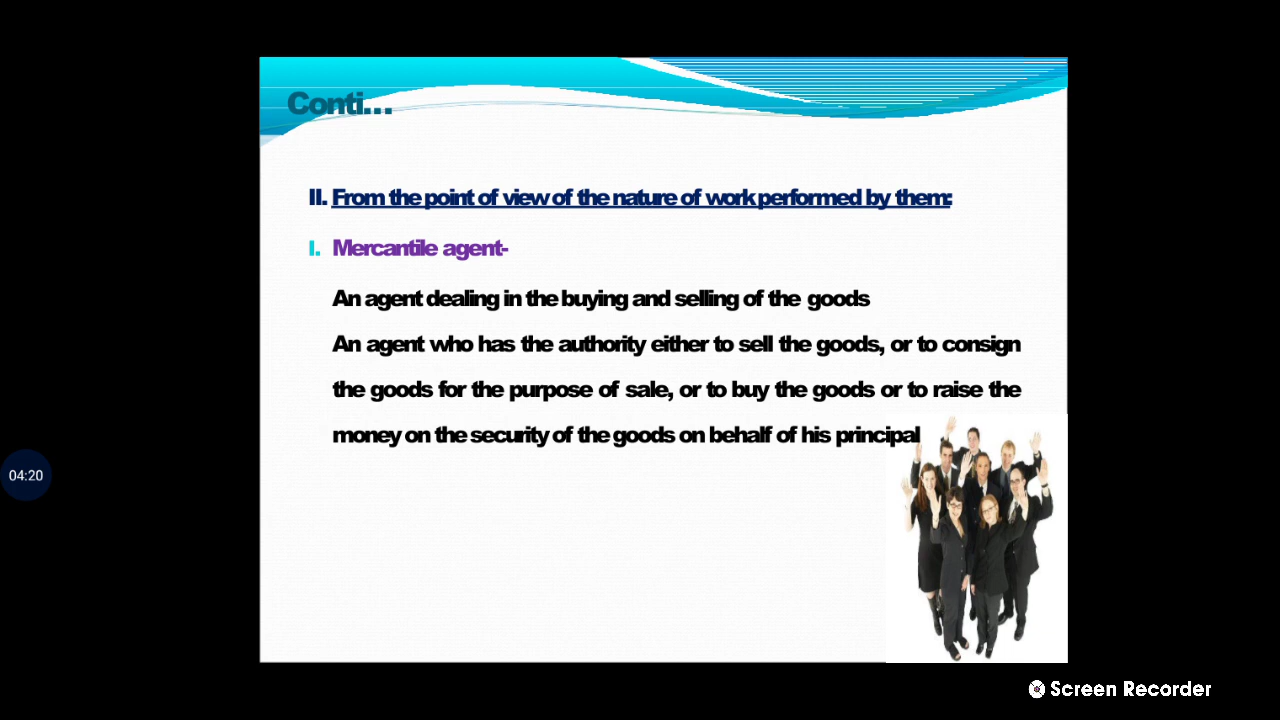 Conti...
II. From the point of view of the nature of work performed by them:
I. Mercantile agent-
An agent dealing in the buying and selling of the goods
An agent who has the authority either to sell the goods, or to consign
the goods for the purpose of sale, or to buy the goods or to raise the
money on the security of the goods on behalf of his principal
04:20
Screen Recorder